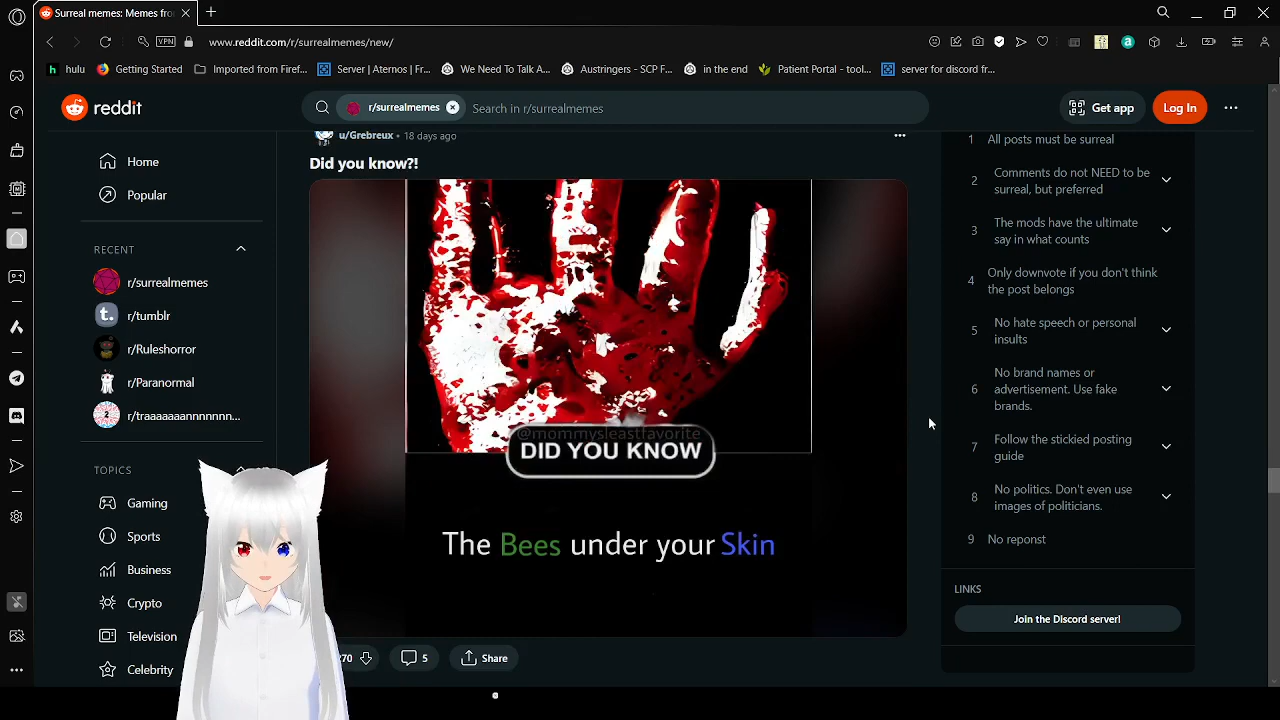 Surreal memes: Memes fro
VPN
www.reddit.com/r/surrealmemes/new/
hulu
Getting Started
Imported from Firef...
Server | Aternos | Fr...
We Need To Talk A...
Austringers - SCP F...
in the end
Patient Portal - tool...
server for discord fr...
reddit
r/surrealmemes
Search in r/surrealmemes
Get app
Log In
Home
Popular
RECENT
r/surrealmemes
r/tumblr
r/Ruleshorror
r/Paranormal
r/traaaaaaannnnnn...
TOPICS
Gaming
Sports
Business
Crypto
Television
Celebrity
u/Grebreux • 18 days ago
Did you know?!
@mommysleastfavorite
DID YOU KNOW
The Bees under your Skin
5
Share
1 All posts must be surreal
2 Comments do not NEED to be
surreal, but preferred
3 The mods have the ultimate
say in what counts
4 Only downvote if you don't think
the post belongs
5 No hate speech or personal
insults
6 No brand names or
advertisement. Use fake
brands.
7 Follow the stickied posting
guide
8 No politics. Don't even use
images of politicians.
9 No reponst
LINKS
Join the Discord server!